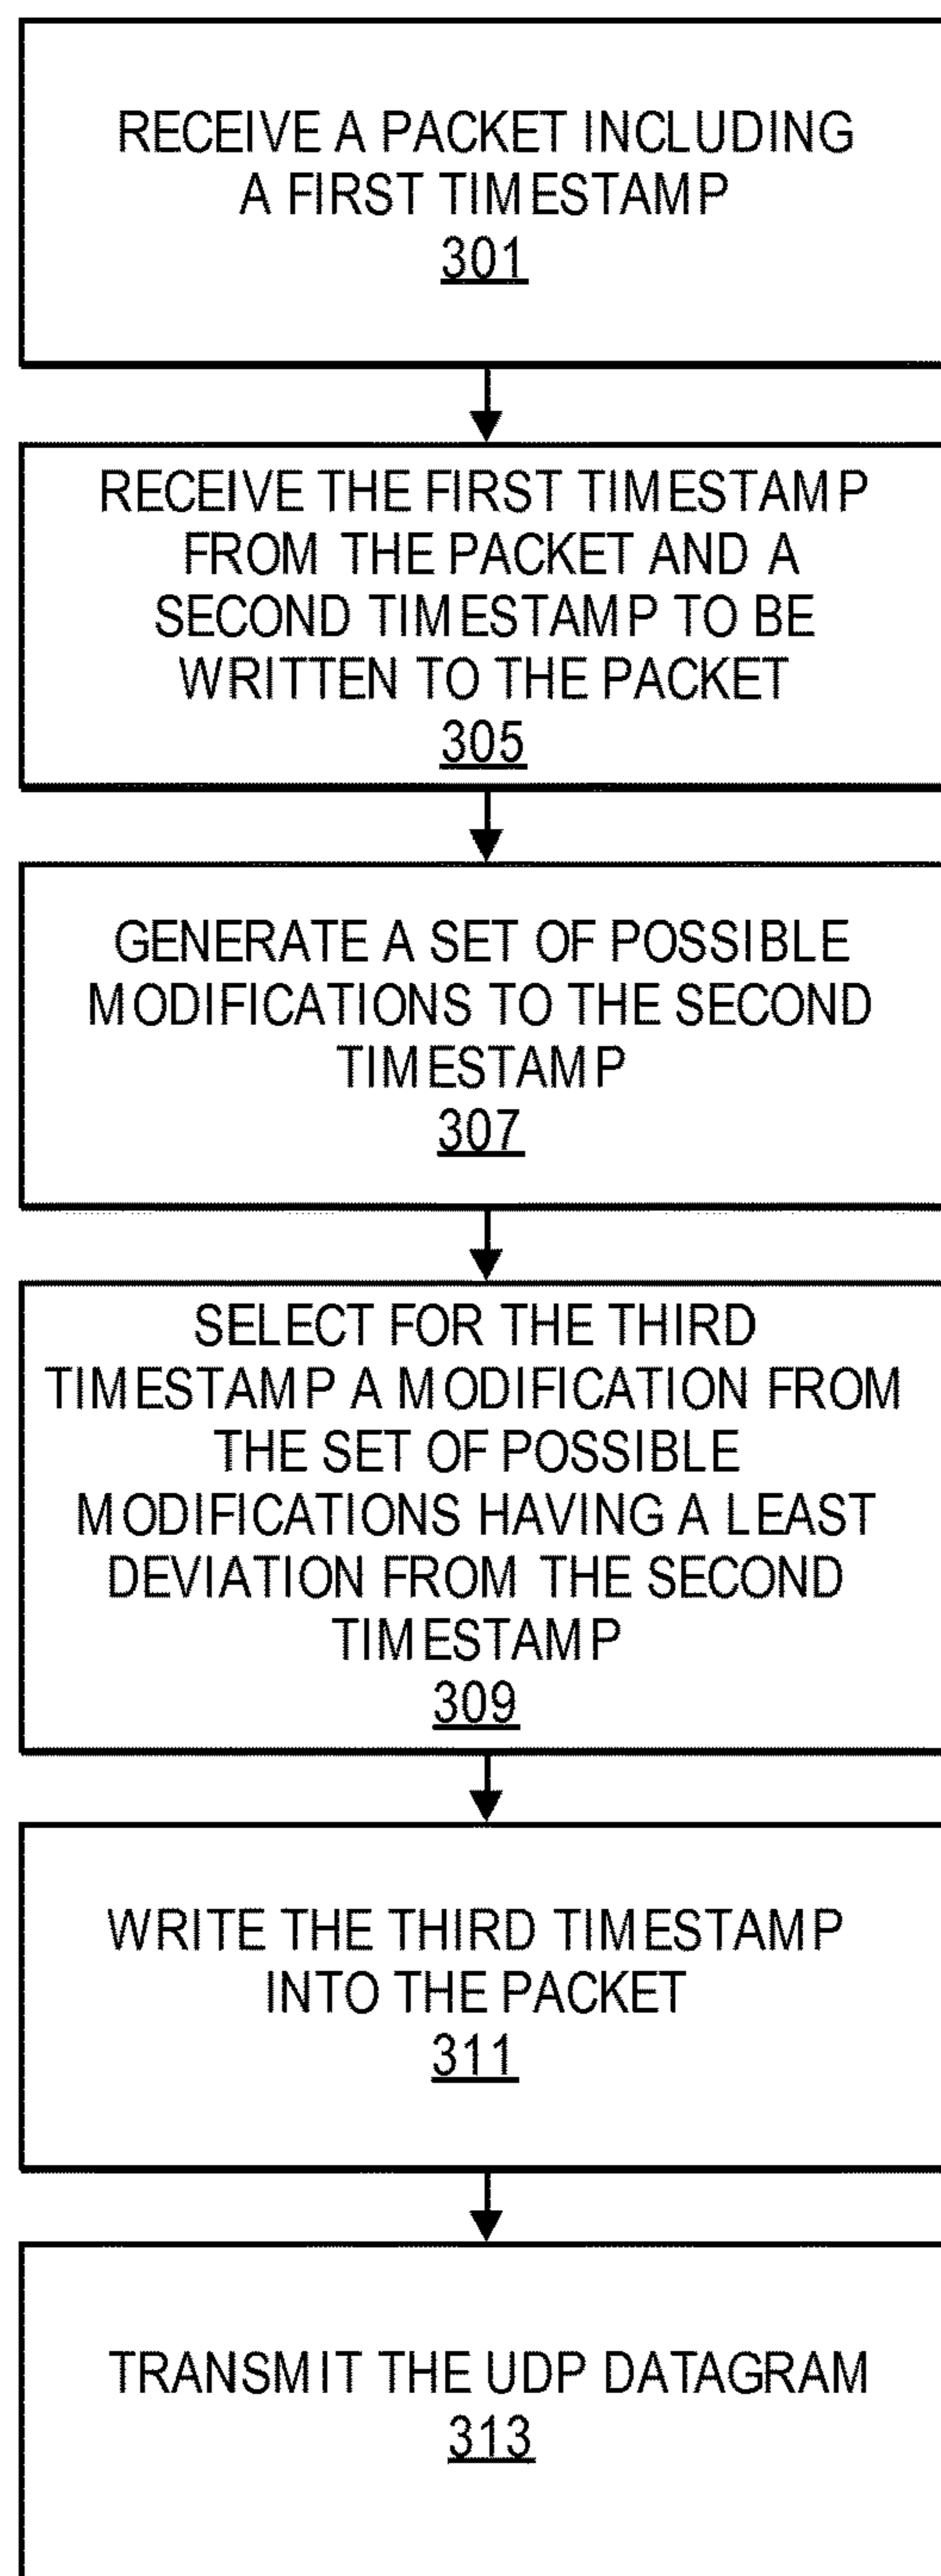 RECEIVE A PACKET INCLUDING
A FIRST TIMESTAMP
301
RECEIVE THE FIRST TIMESTAMP
FROM THE PACKET AND A
SECOND TIMESTAMP TO BE
WRITTEN TO THE PACKET
305
GENERATE A SET OF POSSIBLE
MODIFICATIONS TO THE SECOND
TIMESTAMP
307
SELECT FOR THE THIRD
TIMESTAMP A MODIFICATION FROM
THE SET OF POSSIBLE
MODIFICATIONS HAVING A LEAST
DEVIATION FROM THE SECOND
TIMESTAMP
309
WRITE THE THIRD TIMESTAMP
INTO THE PACKET
311
TRANSMIT THE UDP DATAGRAM
313